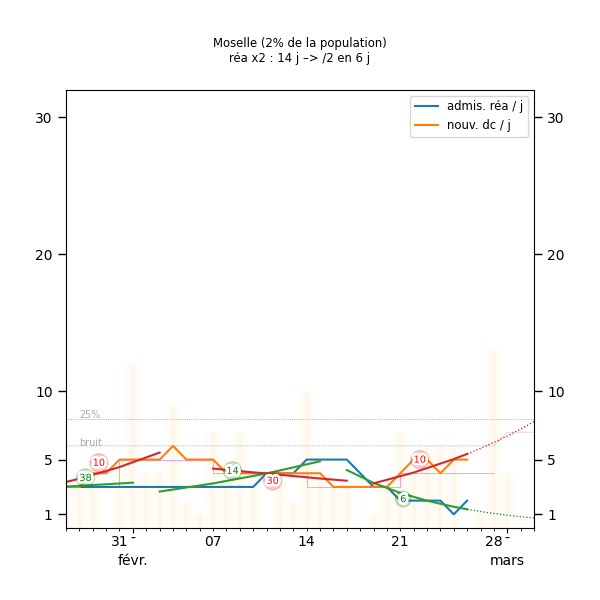 Moselle (2% de la population)
réa x2 : 14 j –> /2 en 6 j
admis. réa / j
nouv. dc / j
30 30
20 20
10 10
25%
bruit
5 5
1 1
10
38
14
30
10
6
31 - 07 14 21 28 -
févr. mars